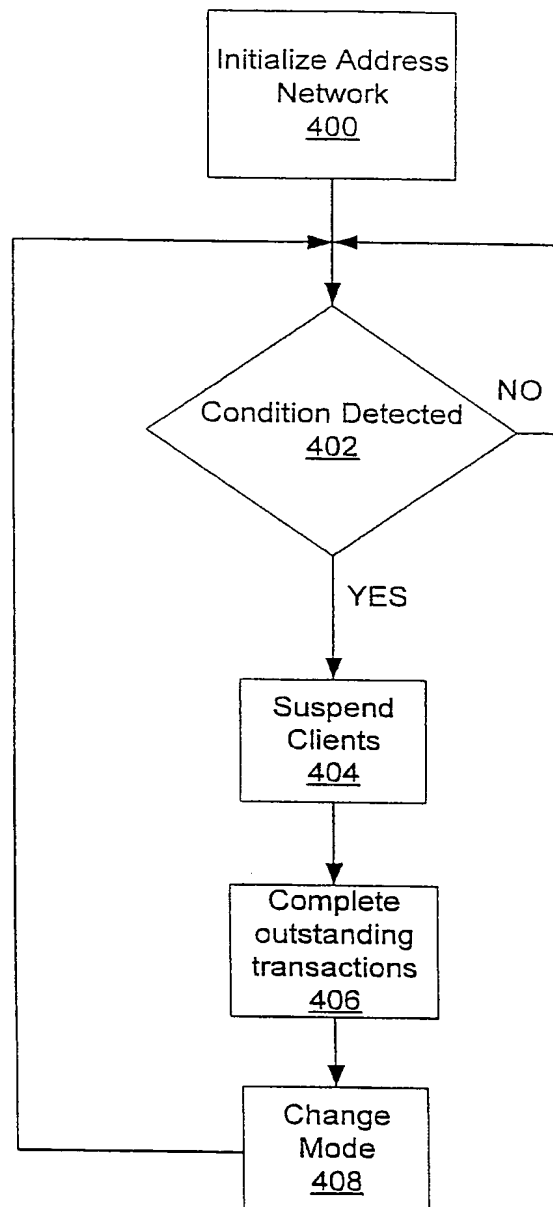 Initialize Address
Network
400
Condition Detected
402
NO
YES
Suspend
Clients
404
Complete
outstanding
transactions
406
Change
Mode
408